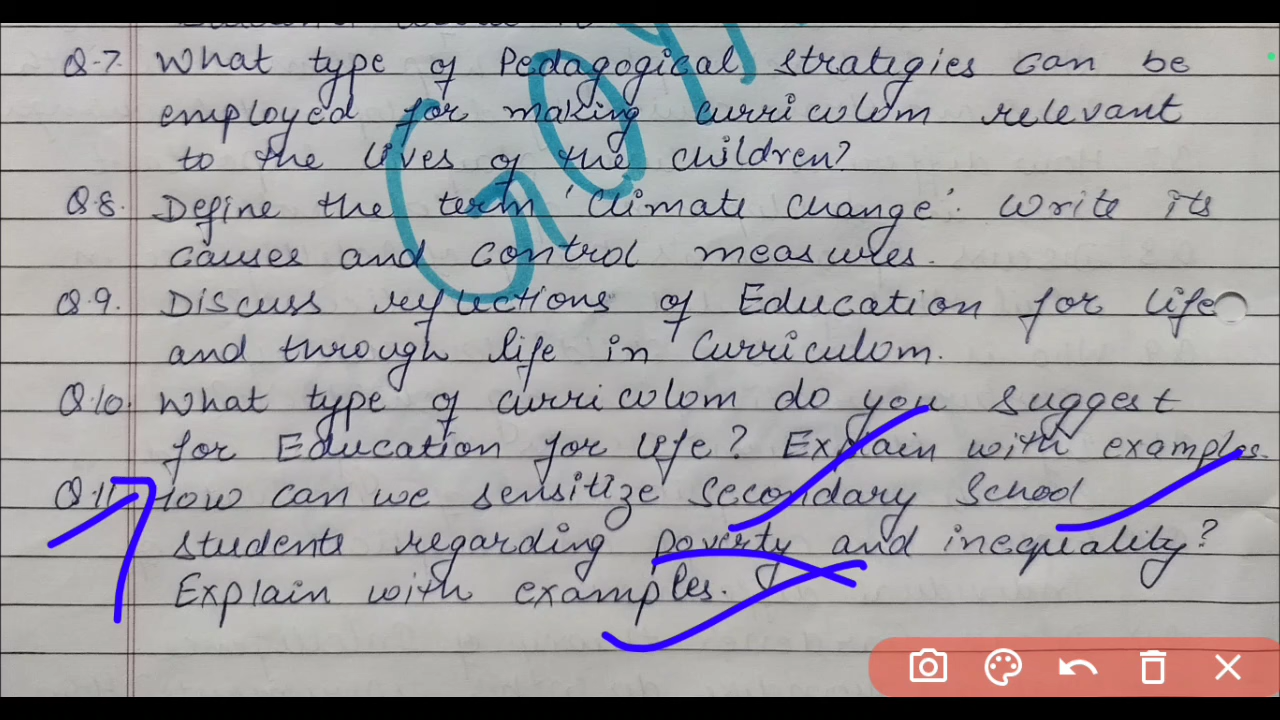 Q.7. What type of Pedagogical strategies can be
employed for making curriculom relevant
to the lives of the children?
Q.8. Define the term 'Climate change'. Write its
causes and control measures.
Q.9. Discuss reflections of Education for life
and through life in Curriculom.
Q.10. What type of curriculom do you suggest
for Education for life? Explain with examples.
Q.11. How can we sensitize Secondary School
students regarding poverty and inequality?
Explain with examples.